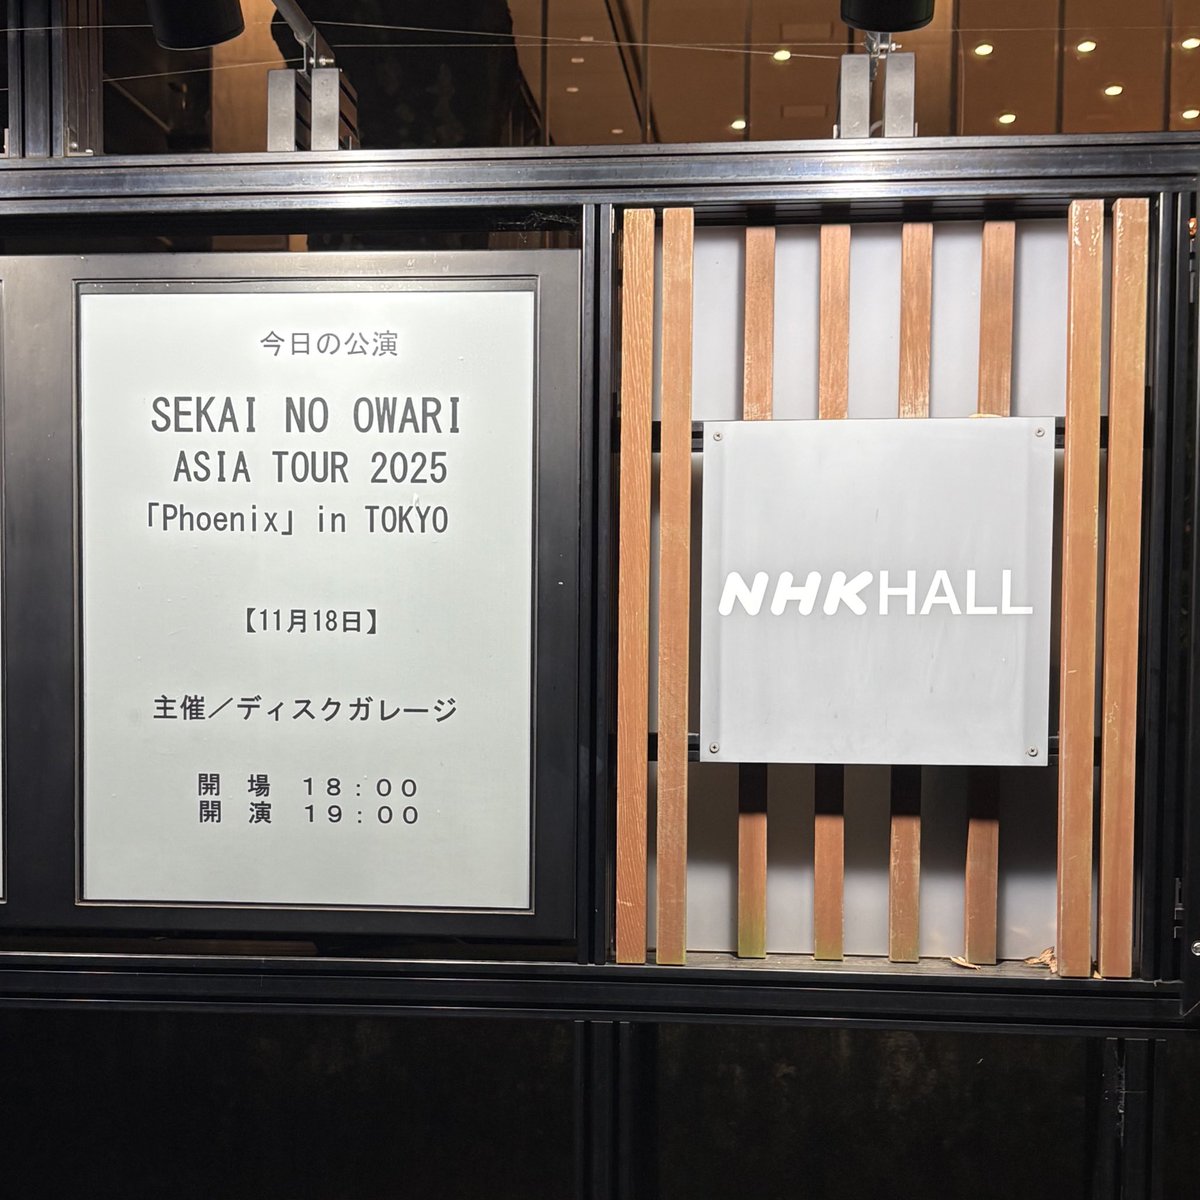 今日の公演
SEKAI NO OWARI
ASIA TOUR 2025
「Phoenix」 in TOKYO
【11月18日】
主催／ディスクガレージ
開　場　１８：００
開　演　１９：００
NHKHALL